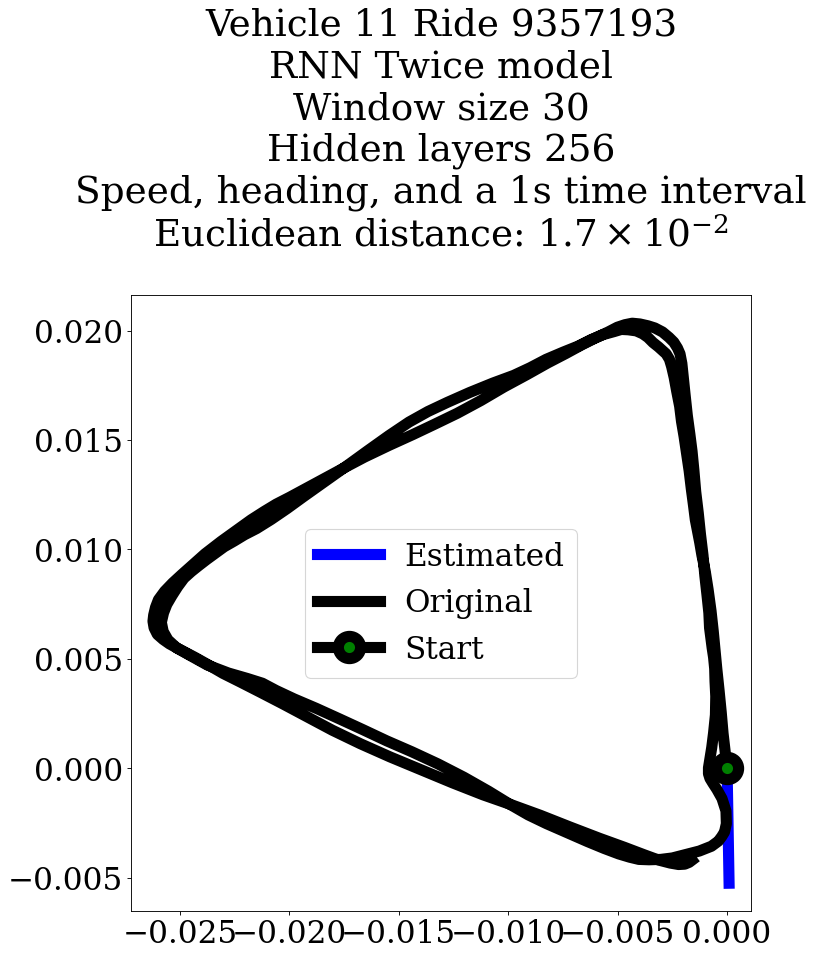 Vehicle 11 Ride 9357193
RNN Twice model
Window size 30
Hidden layers 256
Speed, heading, and a 1s time interval
Euclidean distance: 1.7 × 10⁻²
0.020
0.015
0.010
0.005
0.000
−0.005
Estimated
Original
Start
−0.025 −0.020 −0.015 −0.010 −0.005 0.000